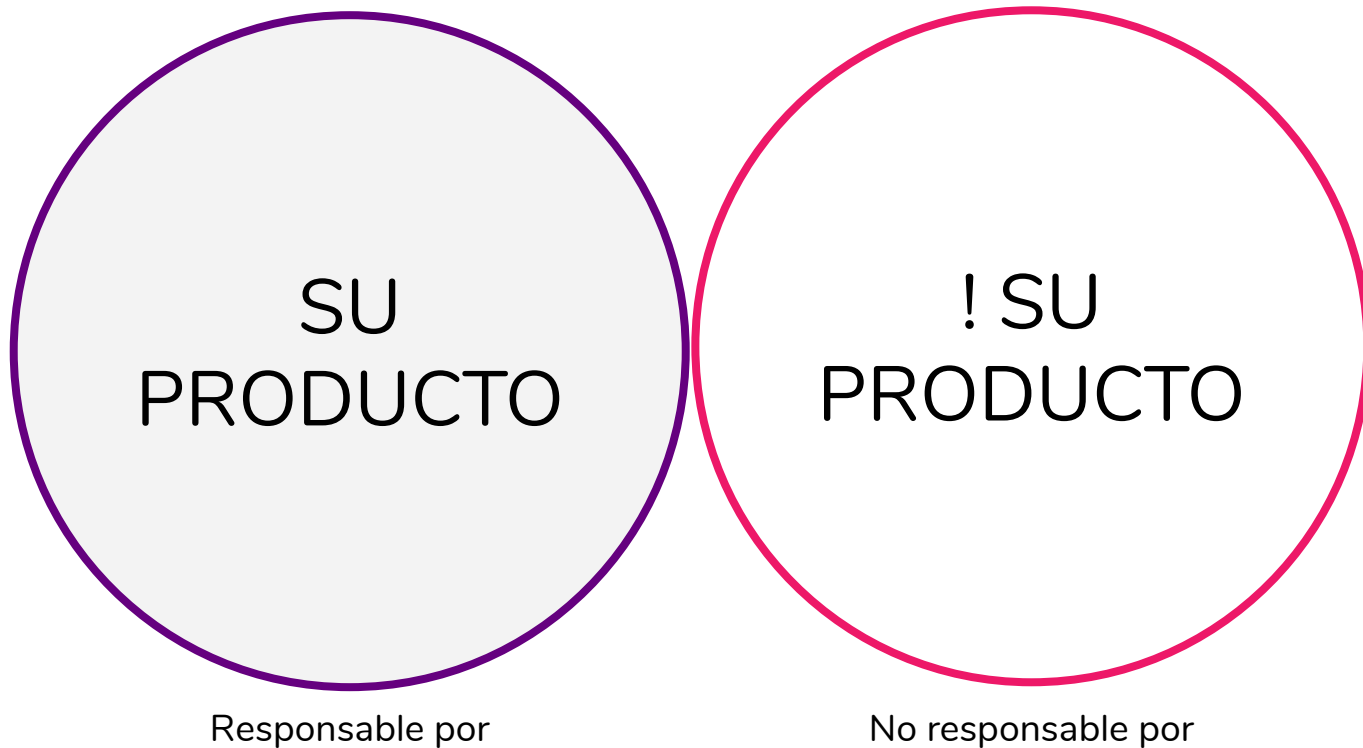 SU
PRODUCTO
! SU
PRODUCTO
Responsable por
No responsable por